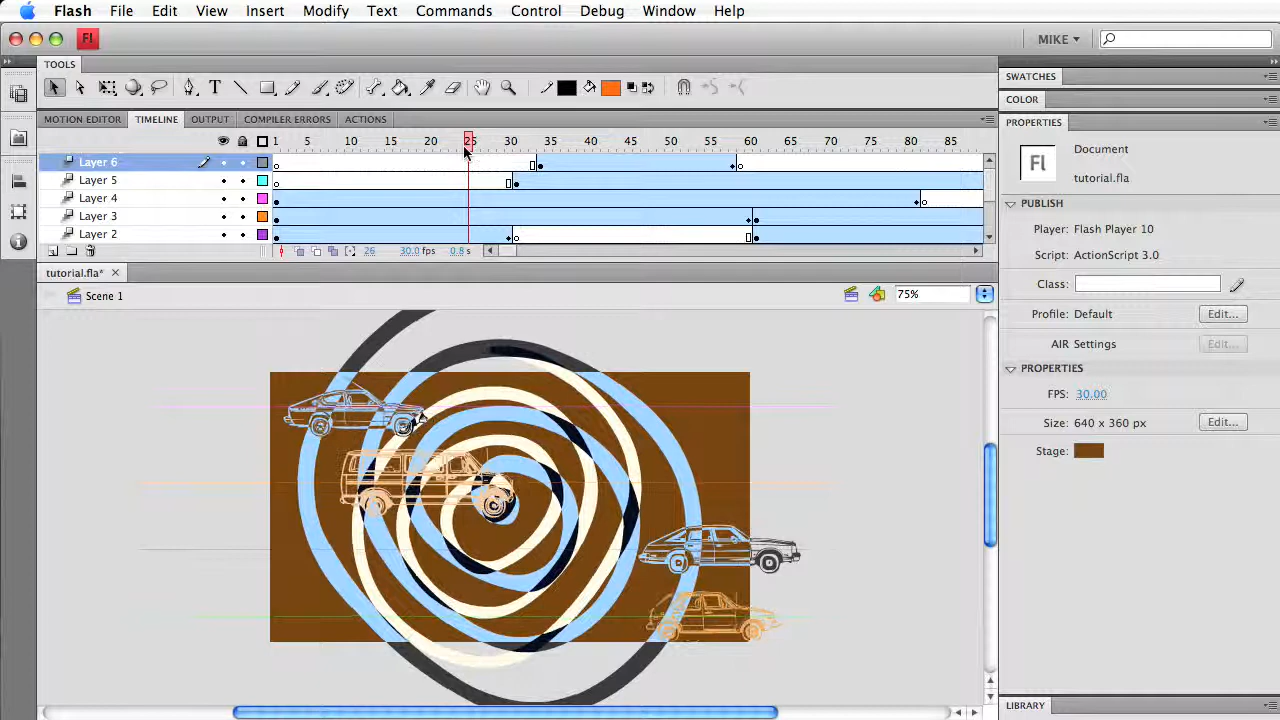 Flash File Edit View Insert Modify Text Commands Control Debug Window Help
Fl MIKE
TOOLS
SWATCHES
COLOR
MOTION EDITOR TIMELINE OUTPUT COMPILER ERRORS ACTIONS
PROPERTIES
1 5 10 15 20 25 30 35 40 45 50 55 60 65 70 75 80 85
Layer 6
Layer 5
Layer 4
Layer 3
Layer 2
26 30.0 fps 0.8 s
Fl
Document
tutorial.fla
PUBLISH
Player: Flash Player 10
Script: ActionScript 3.0
Class:
Profile: Default Edit...
AIR Settings Edit...
PROPERTIES
FPS: 30.00
Size: 640 x 360 px Edit...
Stage:
tutorial.fla*
Scene 1
75%
LIBRARY